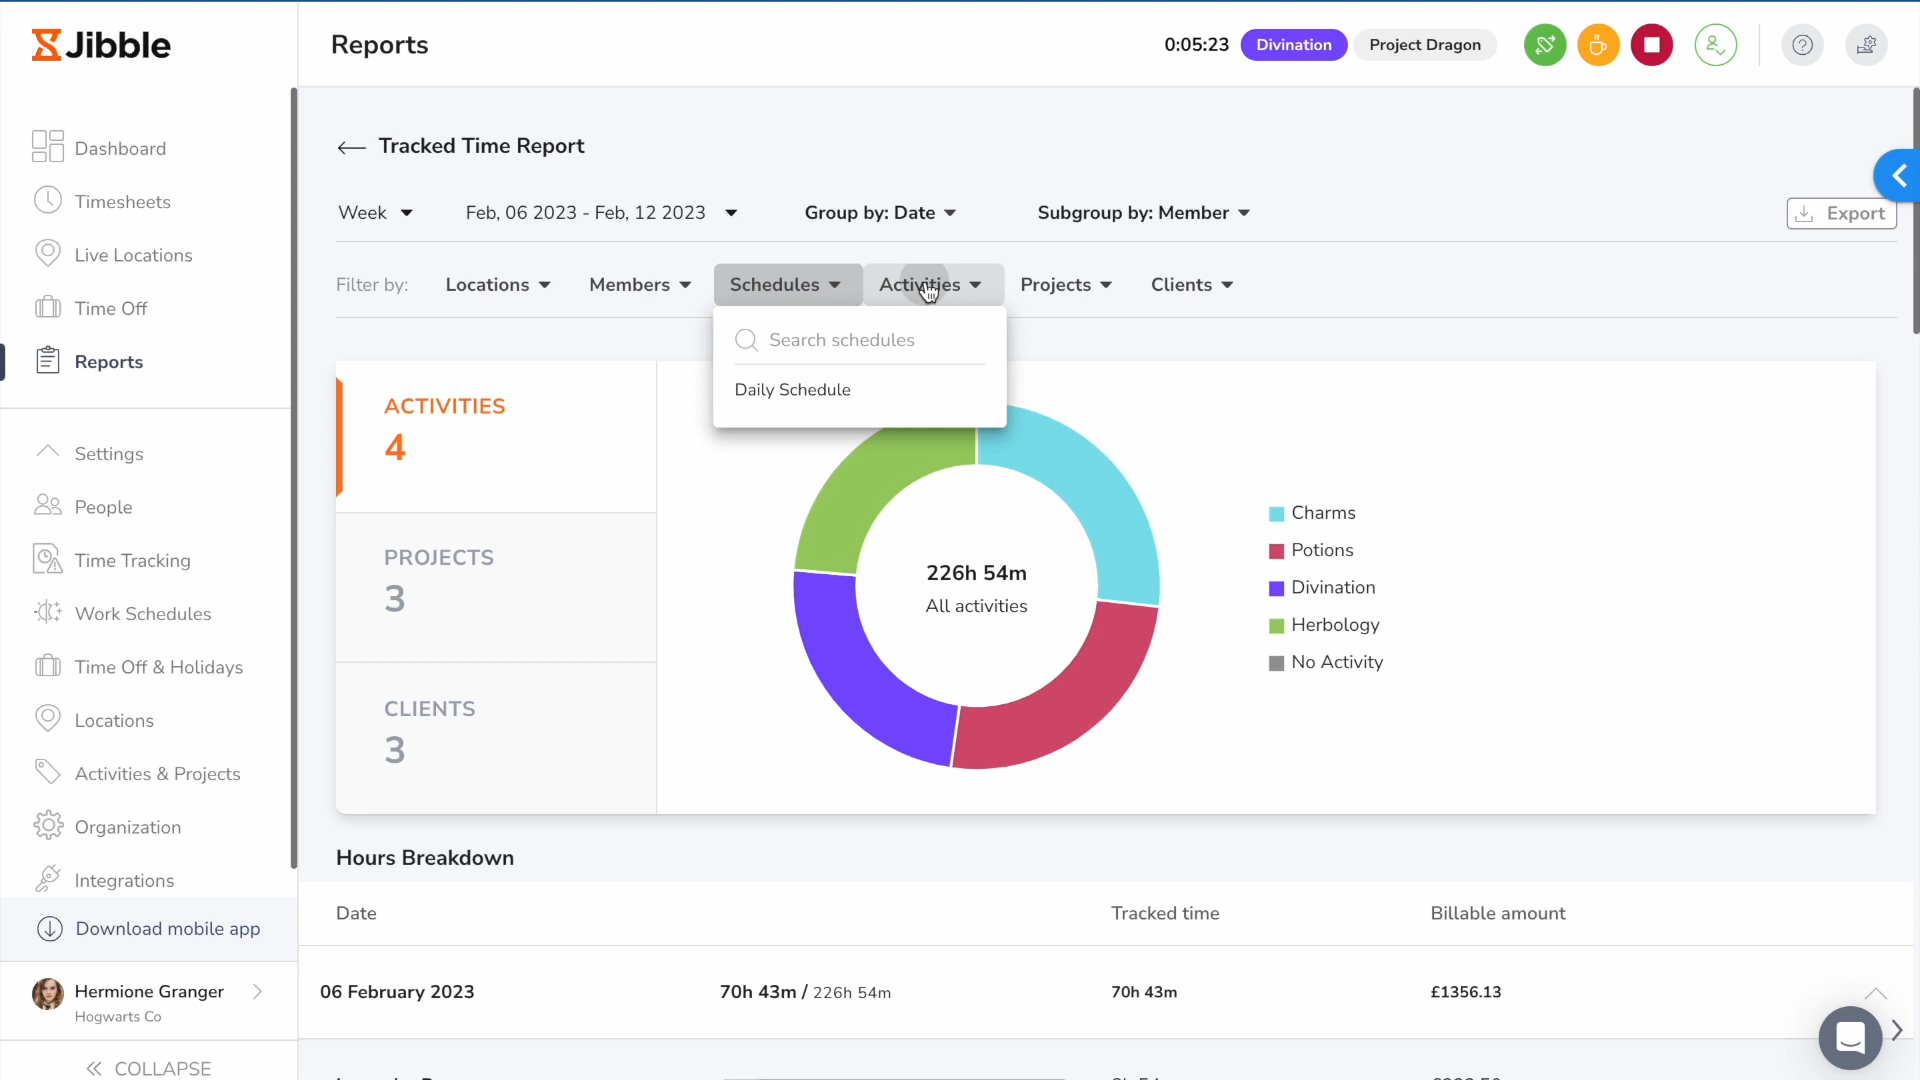 Jibble
Reports
0:05:23
Divination
Project Dragon
Dashboard
Timesheets
Live Locations
Time Off
Reports
Settings
People
Time Tracking
Work Schedules
Time Off & Holidays
Locations
Activities & Projects
Organization
Integrations
Download mobile app
Hermione Granger
Hogwarts Co
COLLAPSE
Tracked Time Report
Week
Feb, 06 2023 - Feb, 12 2023
Group by: Date
Subgroup by: Member
Export
Filter by:
Locations
Members
Schedules
Activities
Projects
Clients
Search schedules
Daily Schedule
ACTIVITIES
4
PROJECTS
3
CLIENTS
3
226h 54m
All activities
Charms
Potions
Divination
Herbology
No Activity
Hours Breakdown
Date
Tracked time
Billable amount
06 February 2023
70h 43m / 226h 54m
70h 43m
£1356.13